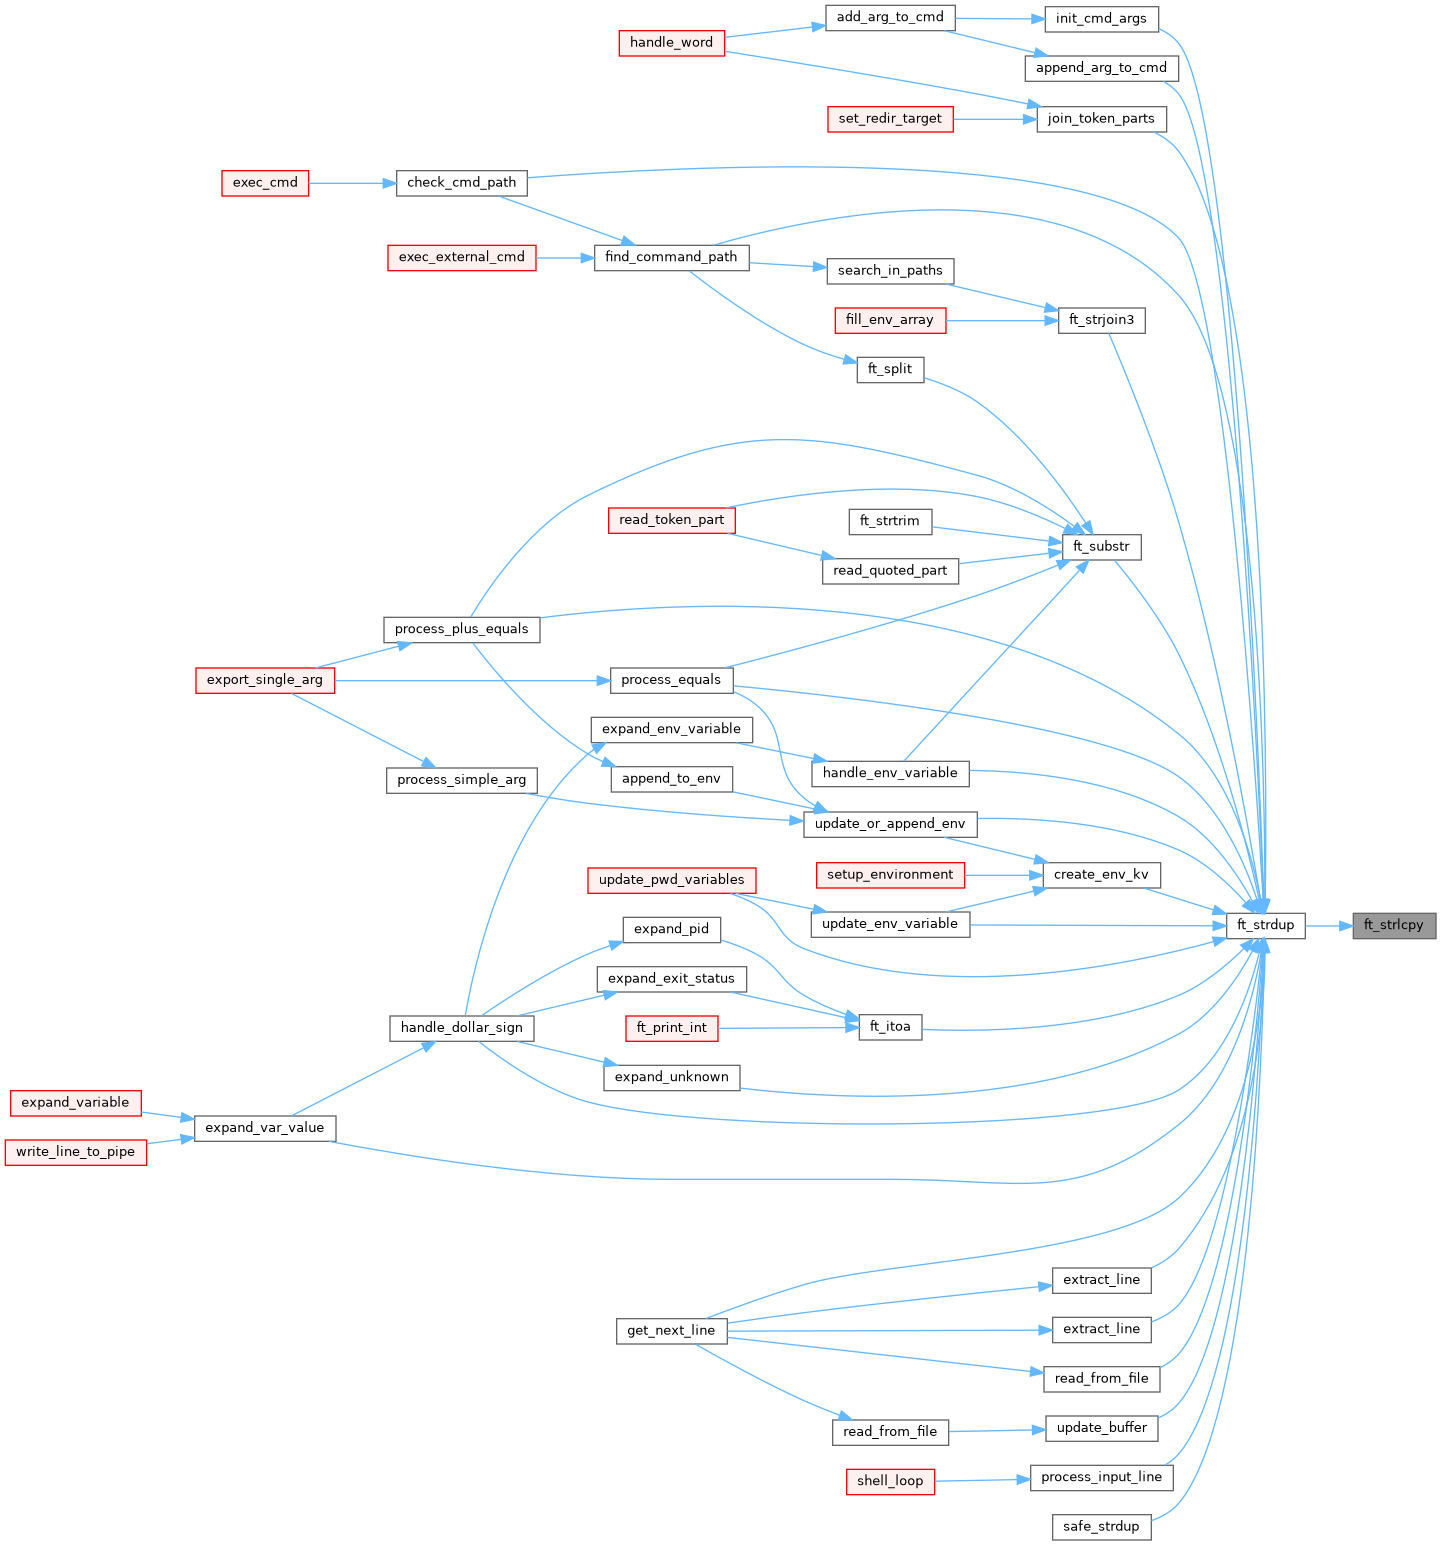 add_arg_to_cmd
init_cmd_args
handle_word
append_arg_to_cmd
set_redir_target
join_token_parts
exec_cmd
check_cmd_path
exec_external_cmd
find_command_path
search_in_paths
fill_env_array
ft_strjoin3
ft_split
read_token_part
ft_strtrim
ft_substr
read_quoted_part
process_plus_equals
export_single_arg
process_equals
expand_env_variable
process_simple_arg
append_to_env
handle_env_variable
update_or_append_env
update_pwd_variables
setup_environment
create_env_kv
expand_pid
update_env_variable
ft_strdup
ft_strlcpy
expand_exit_status
handle_dollar_sign
ft_print_int
ft_itoa
expand_unknown
expand_variable
expand_var_value
write_line_to_pipe
extract_line
get_next_line
extract_line
read_from_file
read_from_file
update_buffer
shell_loop
process_input_line
safe_strdup